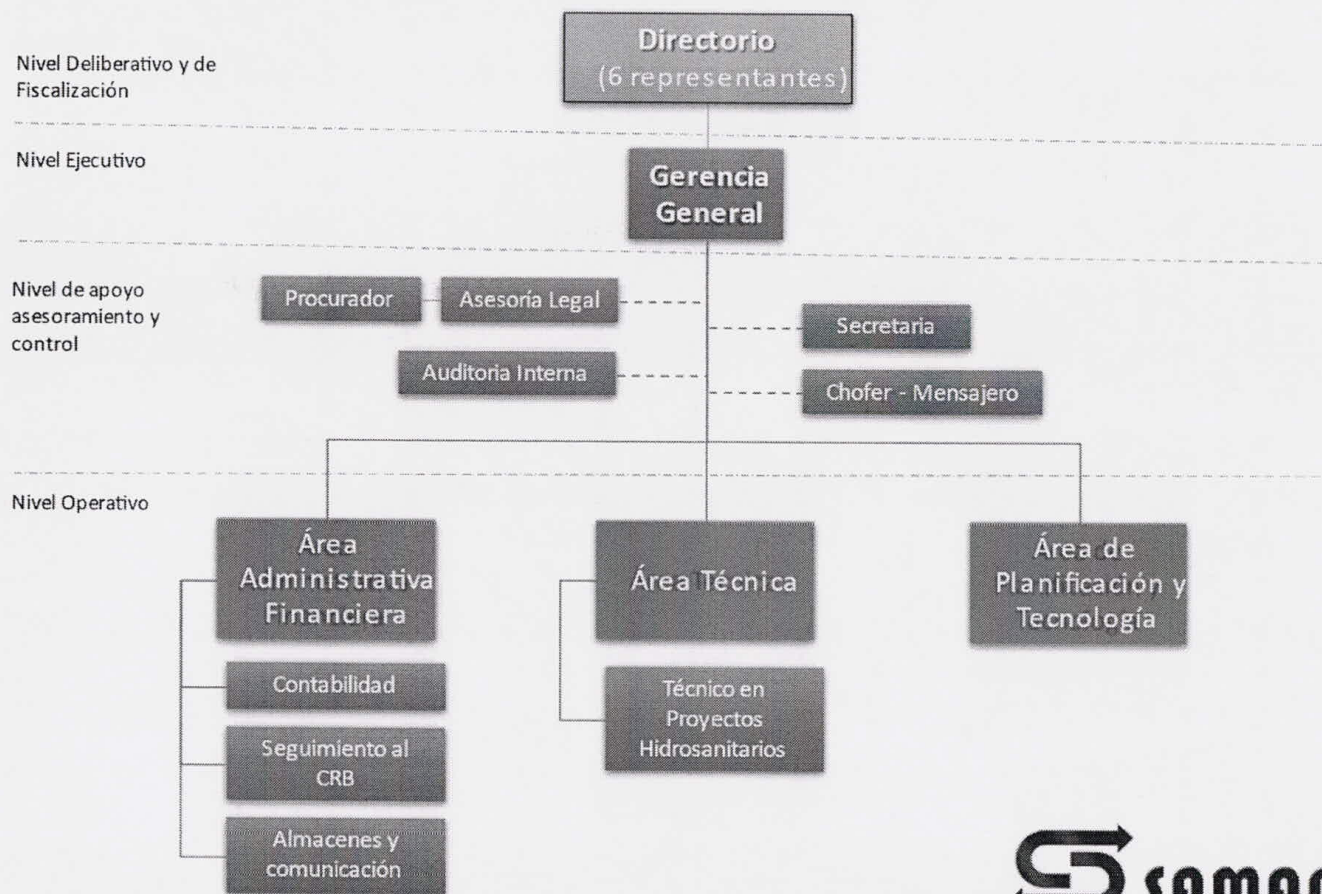 Nivel Deliberativo y de
Fiscalización
Directorio
(6 representantes)
Nivel Ejecutivo
Gerencia
General
Nivel de apoyo
asesoramiento y
control
Procurador
Asesoría Legal
Secretaria
Auditoria Interna
Chofer - Mensajero
Nivel Operativo
Área
Administrativa
Financiera
Área Técnica
Área de
Planificación y
Tecnología
Contabilidad
Seguimiento al
CRB
Almacenes y
comunicación
Técnico en
Proyectos
Hidrosanitarios